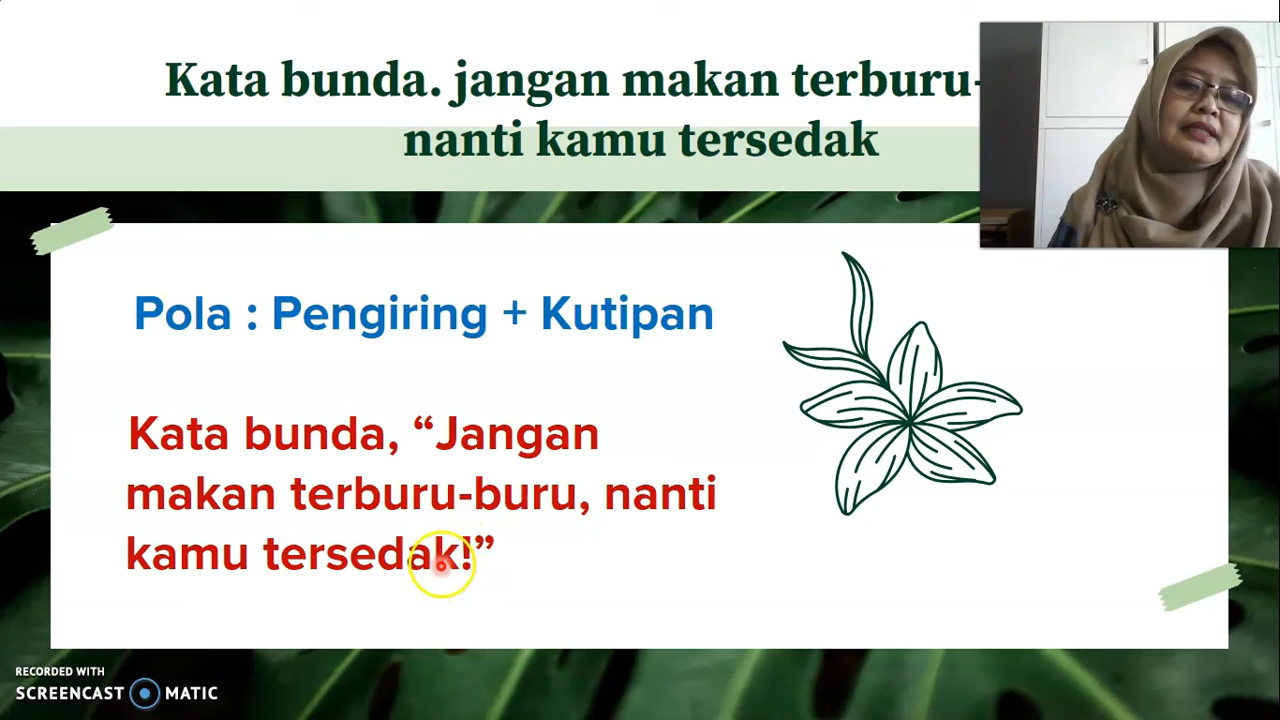 Kata bunda. jangan makan terburu-
nanti kamu tersedak
Pola : Pengiring + Kutipan
Kata bunda, “Jangan
makan terburu-buru, nanti
kamu tersedak!”
RECORDED WITH
SCREENCAST MATIC